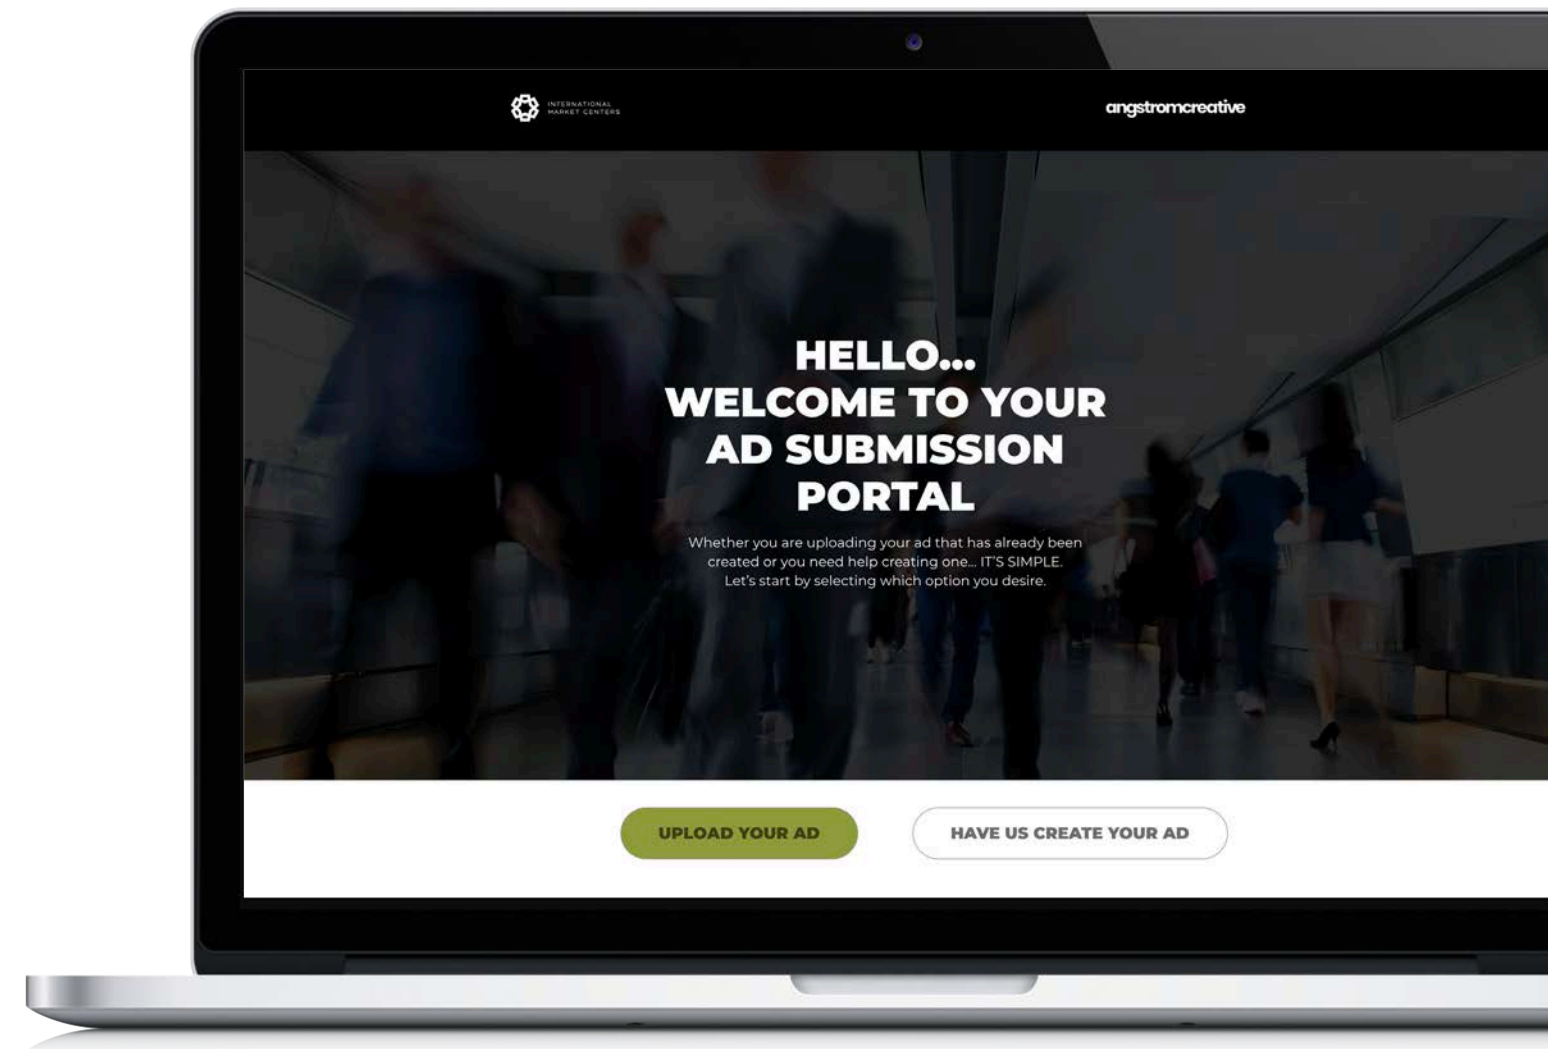 INTERNATIONAL
MARKET CENTERS
angstromcreative
HELLO...
WELCOME TO YOUR
AD SUBMISSION
PORTAL
Whether you are uploading your ad that has already been
created or you need help creating one... IT'S SIMPLE.
Let's start by selecting which option you desire.
UPLOAD YOUR AD
HAVE US CREATE YOUR AD